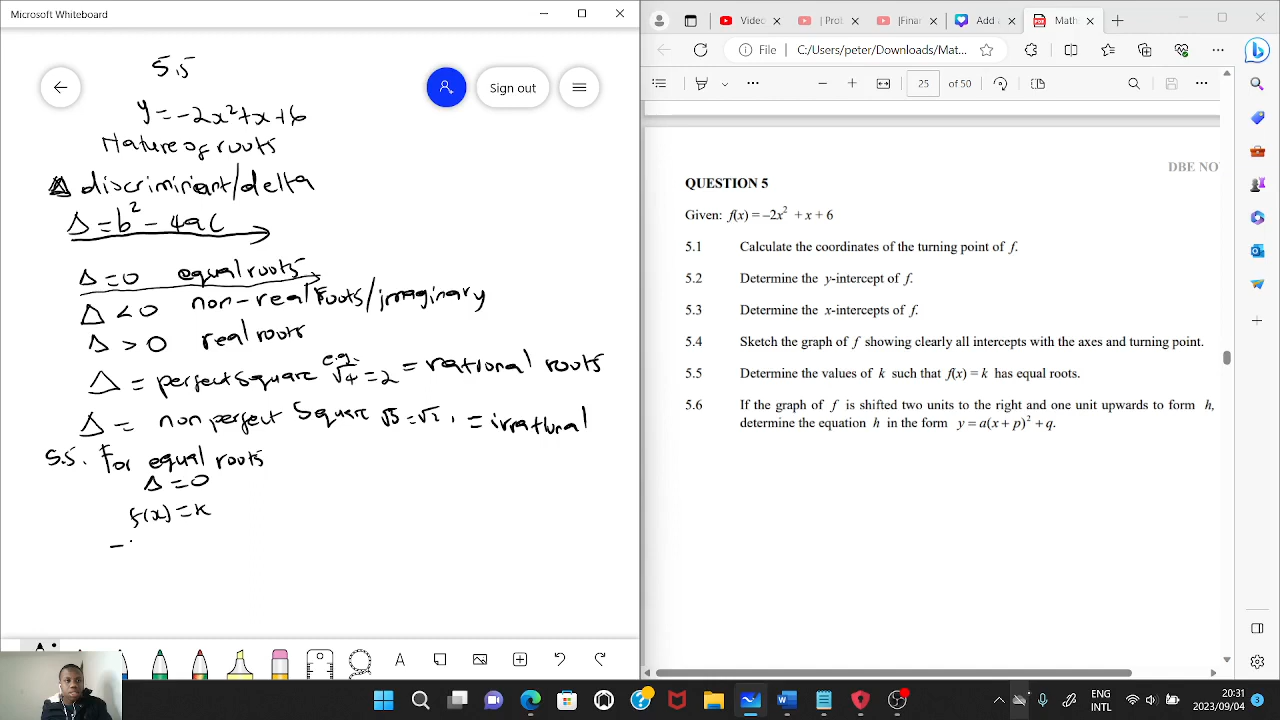 Microsoft Whiteboard
5.5
Sign out
y = -2x² + x + 6
Nature of roots
Δ discriminant/delta
Δ = b² - 4ac
Δ = 0 equal roots
Δ < 0 non-real roots/imaginary
Δ > 0 real roots
Δ = perfect square e.g. √4 = 2 = rational roots
Δ = non perfect Square = irrational
5.5. For equal roots
Δ = 0
f(x) = k
-
Video
Prol
Finar
Add a
Math
File
C:/Users/peter/Downloads/Mat...
25 of 50
DBE NO
QUESTION 5
Given: f(x) = –2x² + x + 6
5.1 Calculate the coordinates of the turning point of f.
5.2 Determine the y-intercept of f.
5.3 Determine the x-intercepts of f.
5.4 Sketch the graph of f showing clearly all intercepts with the axes and turning point.
5.5 Determine the values of k such that f(x) = k has equal roots.
5.6 If the graph of f is shifted two units to the right and one unit upwards to form h,
determine the equation h in the form y = a(x + p)² + q.
ENG
INTL
20:31
2023/09/04